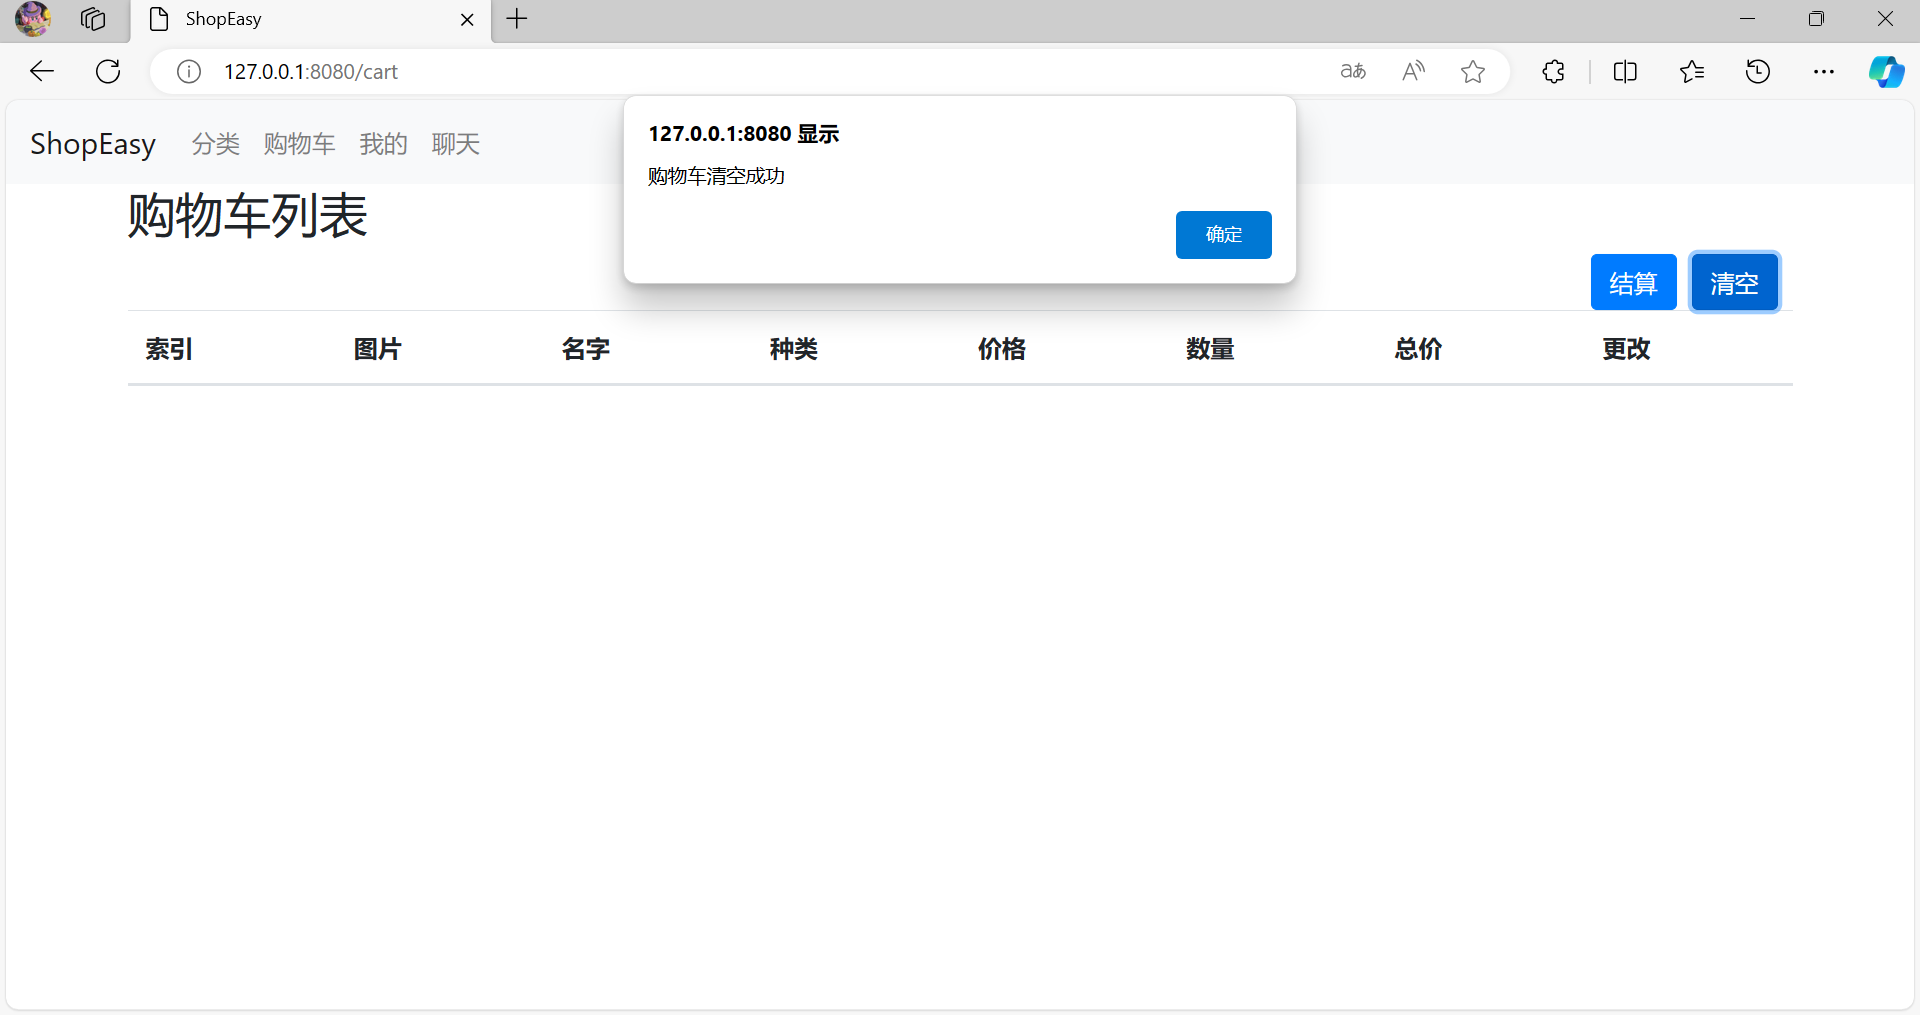 ShopEasy
127.0.0.1:8080/cart
127.0.0.1:8080 显示
购物车清空成功
确定
ShopEasy 分类 购物车 我的 聊天
购物车列表
结算 清空
索引 图片 名字 种类 价格 数量 总价 更改